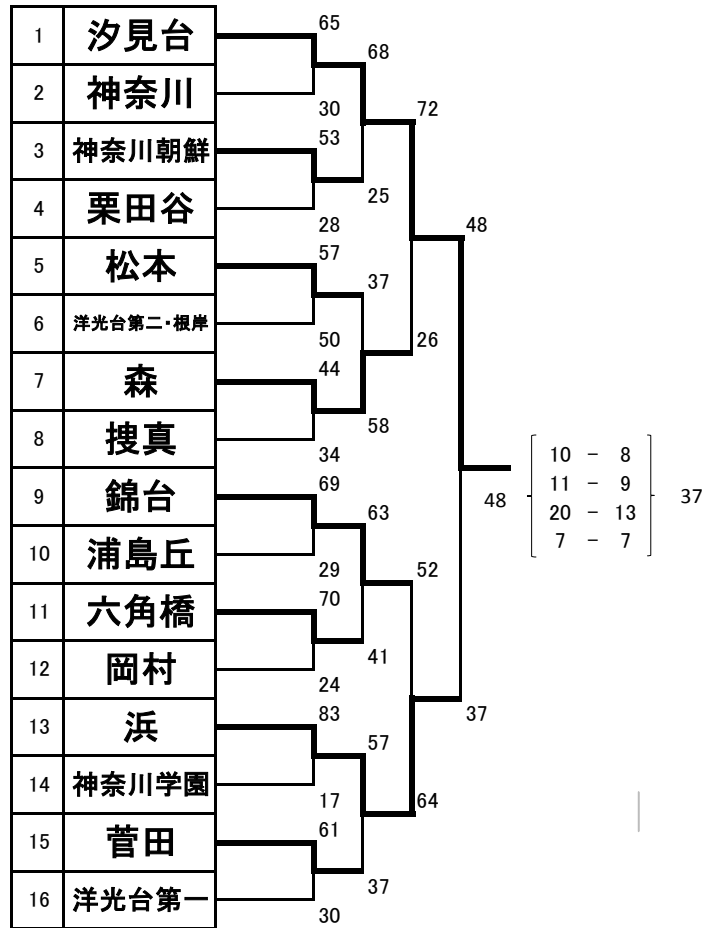 1 汐見台
2 神奈川
3 神奈川朝鮮
4 栗田谷
5 松本
6 洋光台第二・根岸
7 森
8 捜真
9 錦台
10 浦島丘
11 六角橋
12 岡村
13 浜
14 神奈川学園
15 菅田
16 洋光台第一
65
30
53
28
57
50
44
34
69
29
70
24
83
17
61
30
68
25
37
58
63
41
57
37
72
26
52
64
48
37
48
10 － 8
11 － 9
20 － 13
7 － 7
37